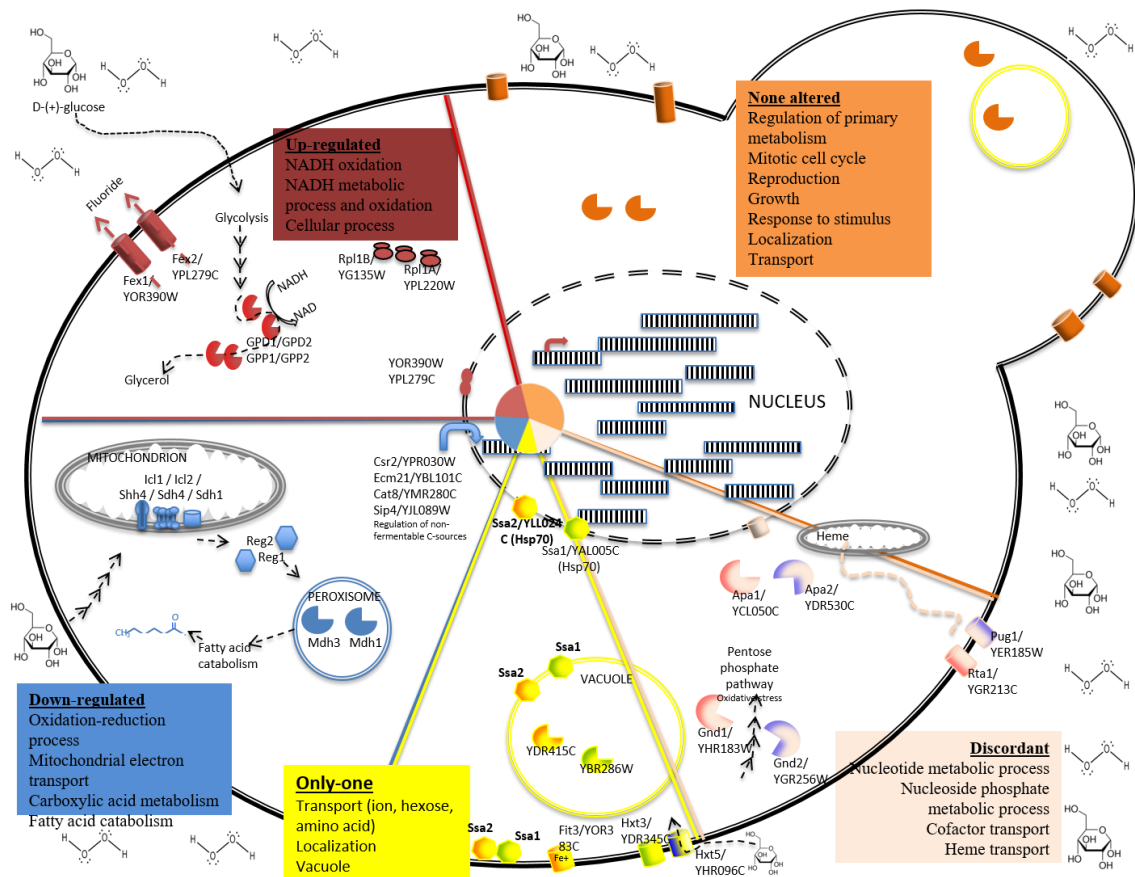 D-(+)-glucose
Fluoride
Fex1/
YOR390W
Fex2/
YPL279C
Glycolysis
NADH
NAD
GPD1/GPD2
GPP1/GPP2
Glycerol
Up-regulated
NADH oxidation
NADH metabolic
process and oxidation
Cellular process
Rpl1B/
YG135W
Rpl1A/
YPL220W
YOR390W
YPL279C
None altered
Regulation of primary
metabolism
Mitotic cell cycle
Reproduction
Growth
Response to stimulus
Localization
Transport
NUCLEUS
MITOCHONDRION
Icl1 / Icl2 /
Shh4 / Sdh4 / Sdh1
Reg2
Reg1
PEROXISOME
Mdh3
Mdh1
Fatty acid
catabolism
CH3
O
Csr2/YPR030W
Ecm21/YBL101C
Cat8/YMR280C
Sip4/YJL089W
Regulation of non-
fermentable C-sources
Ssa2/YLL024
C (Hsp70)
Ssa1/YAL005C
(Hsp70)
Heme
Apa1/
YCL050C
Apa2/
YDR530C
Pug1/
YER185W
Rta1/
YGR213C
Pentose
phosphate
pathway
Oxidative stress
Gnd1/
YHR183W
Gnd2/
YGR256W
Ssa1
Ssa2
VACUOLE
YDR415C
YBR286W
Down-regulated
Oxidation-reduction
process
Mitochondrial electron
transport
Carboxylic acid metabolism
Fatty acid catabolism
Only-one
Transport (ion, hexose,
amino acid)
Localization
Vacuole
Ssa2
Ssa1
Fit3/YOR3
83C
Fe+
Hxt3/
YDR345C
Hxt5/
YHR096C
Discordant
Nucleotide metabolic process
Nucleoside phosphate
metabolic process
Cofactor transport
Heme transport